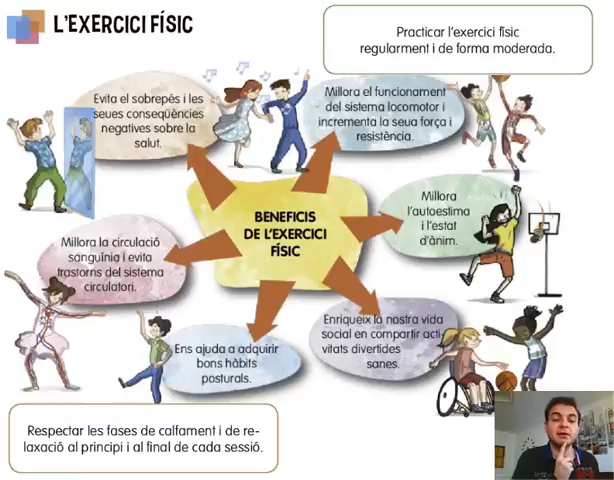 L'EXERCICI FÍSIC
Practicar l'exercici físic
regularment i de forma moderada.
Evita el sobrepès i les
seues conseqüències
negatives sobre la
salut.
Millora el funcionament
del sistema locomotor i
incrementa la seua força i
resistència.
BENEFICIS
DE L'EXERCICI
FÍSIC
Millora
l'autoestima
i l'estat
d'ànim.
Millora la circulació
sanguínia i evita
trastorns del sistema
circulatori.
Enriqueix la nostra vida
social en compartir acti-
vitats divertides
sanes.
Ens ajuda a adquirir
bons hàbits
posturals.
Respectar les fases de calfament i de re-
laxació al principi i al final de cada sessió.